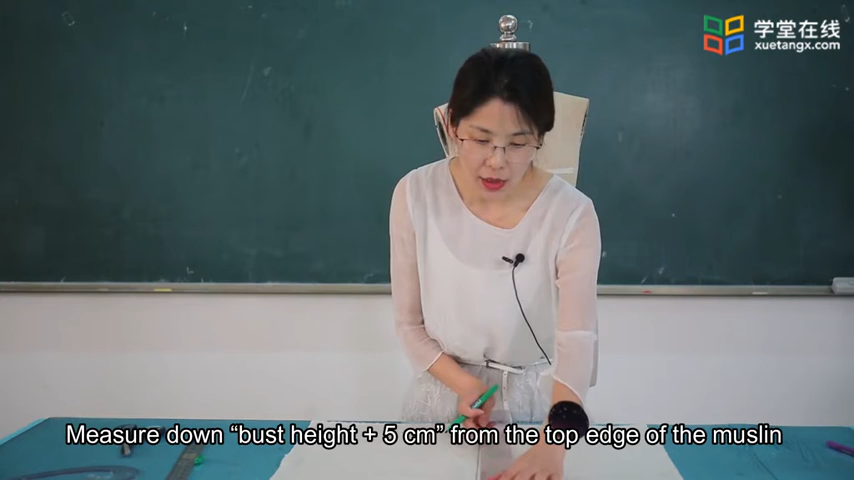 学堂在线
xuetangx.com
Measure down “bust height + 5 cm” from the top edge of the muslin